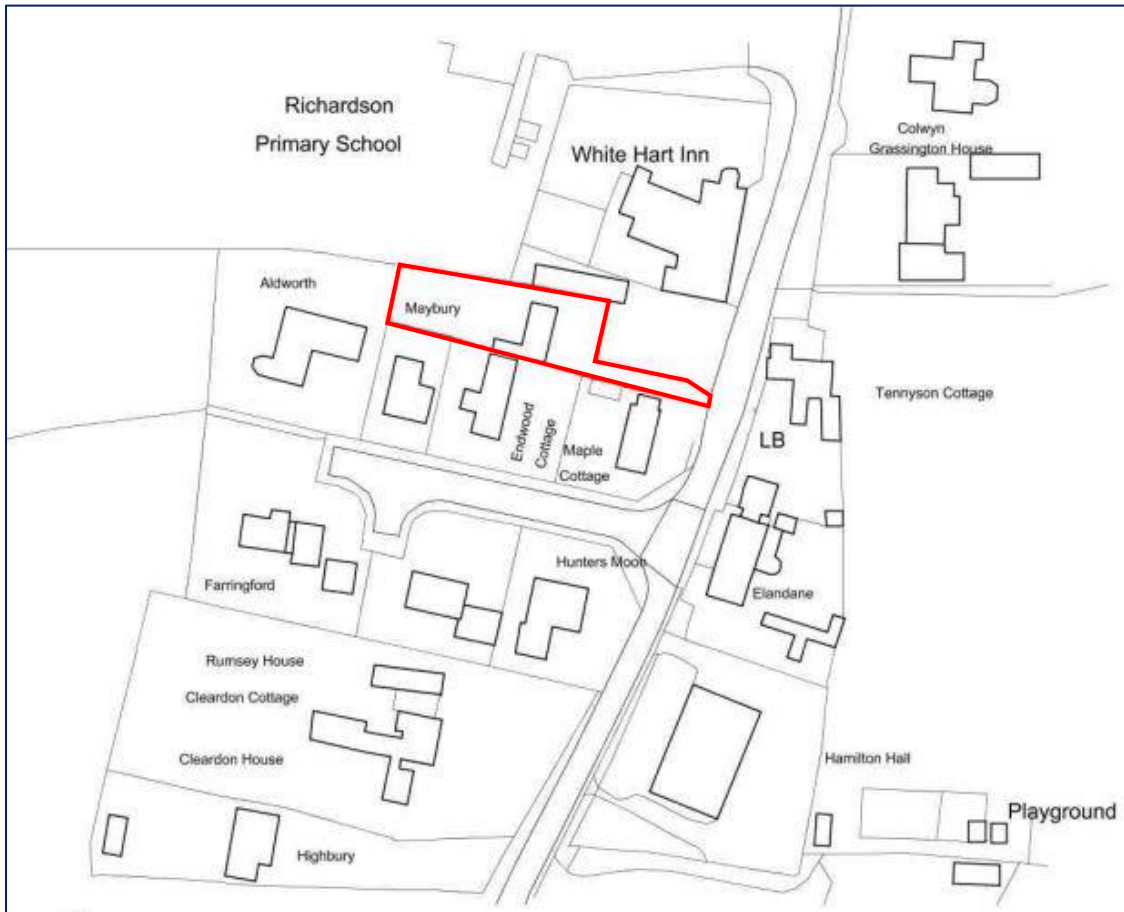 Richardson
Primary School
White Hart Inn
Colwyn
Grassington House
Aldworth
Maybury
Endwood
Cottage
Maple
Cottage
Tennyson Cottage
LB
Farringford
Hunters Moon
Elandane
Rumsey House
Cleardon Cottage
Cleardon House
Hamilton Hall
Playground
Highbury